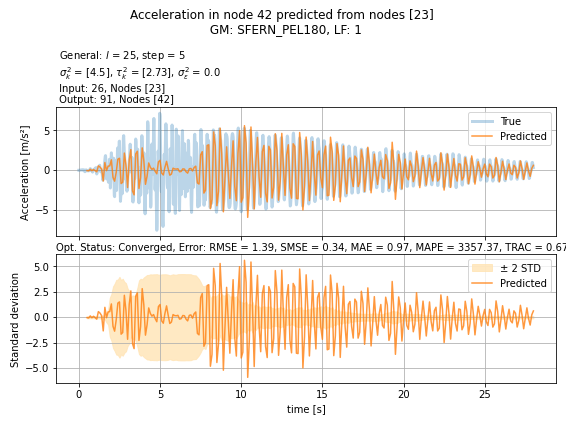 Acceleration in node 42 predicted from nodes [23]
GM: SFERN_PEL180, LF: 1
General: l = 25, step = 5
σ²ₖ = [4.5], τ²ₖ = [2.73], σ²ε = 0.0
Input: 26, Nodes [23]
Output: 91, Nodes [42]
Acceleration [m/s²]
5
0
−5
True
Predicted
Opt. Status: Converged, Error: RMSE = 1.39, SMSE = 0.34, MAE = 0.97, MAPE = 3357.37, TRAC = 0.67
Standard deviation
5.0
2.5
0.0
−2.5
−5.0
± 2 STD
Predicted
0 5 10 15 20 25
time [s]